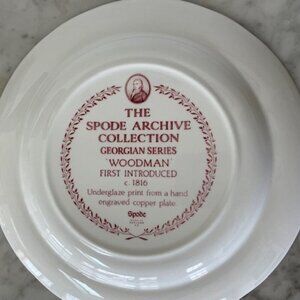 THE
SPODE ARCHIVE
COLLECTION
GEORGIAN SERIES
'WOODMAN'
FIRST INTRODUCED
c. 1816
Underglaze print from a hand
engraved copper plate.
Spode